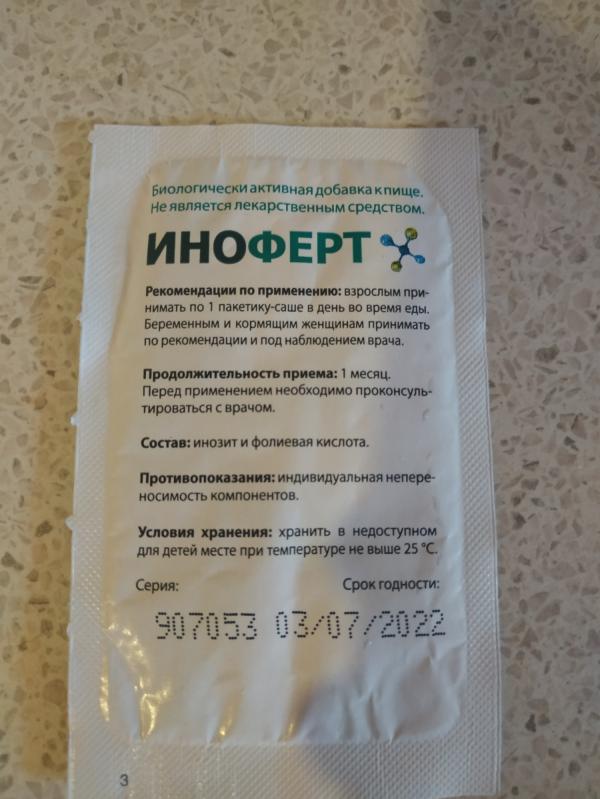 Биологически активная добавка к пище.
Не является лекарственным средством.
ИНОФЕРТ
Рекомендации по применению: взрослым при-
нимать по 1 пакетику-саше в день во время еды.
Беременным и кормящим женщинам принимать
по рекомендации и под наблюдением врача.
Продолжительность приема: 1 месяц.
Перед применением необходимо проконсуль-
тироваться с врачом.
Состав: инозит и фолиевая кислота.
Противопоказания: индивидуальная непере-
носимость компонентов.
Условия хранения: хранить в недоступном
для детей месте при температуре не выше 25 °С.
Серия: Срок годности:
907053 03/07/2022
3